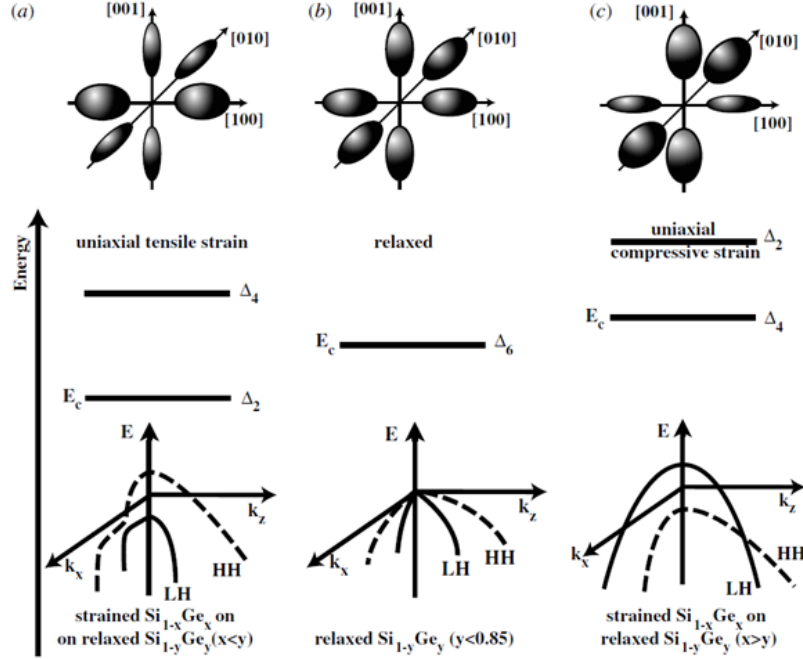 (a)
[001]
[010]
[100]
(b)
[001]
[010]
[100]
(c)
[001]
[010]
[100]
Energy
uniaxial tensile strain
Δ4
Ec
Δ2
relaxed
Ec
Δ6
uniaxial
compressive strain
Δ2
Ec
Δ4
E
kz
kx
HH
LH
strained Si1-xGex on
on relaxed Si1-yGey(x<y)
E
kz
kx
HH
LH
relaxed Si1-yGey (y<0.85)
E
kz
kx
HH
LH
strained Si1-xGex on
relaxed Si1-yGey (x>y)